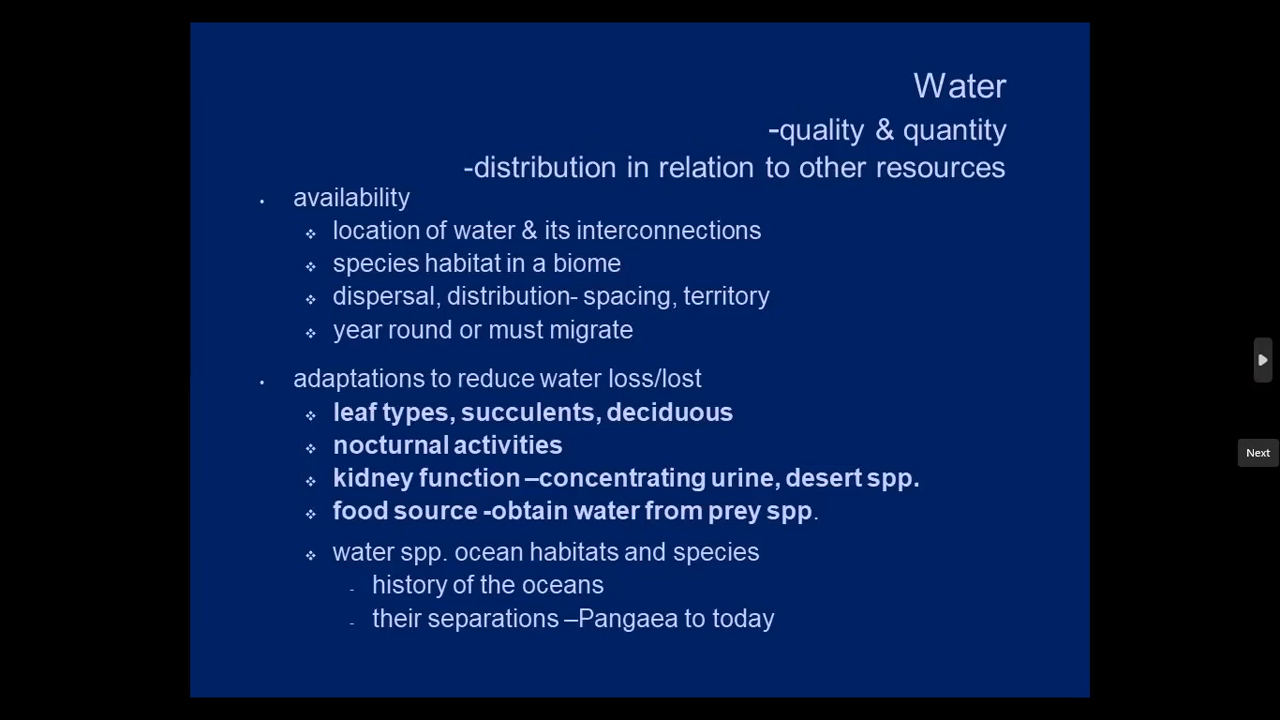 Water
-quality & quantity
-distribution in relation to other resources
• availability
❖ location of water & its interconnections
❖ species habitat in a biome
❖ dispersal, distribution- spacing, territory
❖ year round or must migrate
• adaptations to reduce water loss/lost
❖ leaf types, succulents, deciduous
❖ nocturnal activities
❖ kidney function –concentrating urine, desert spp.
❖ food source -obtain water from prey spp.
❖ water spp. ocean habitats and species
- history of the oceans
- their separations –Pangaea to today
Next